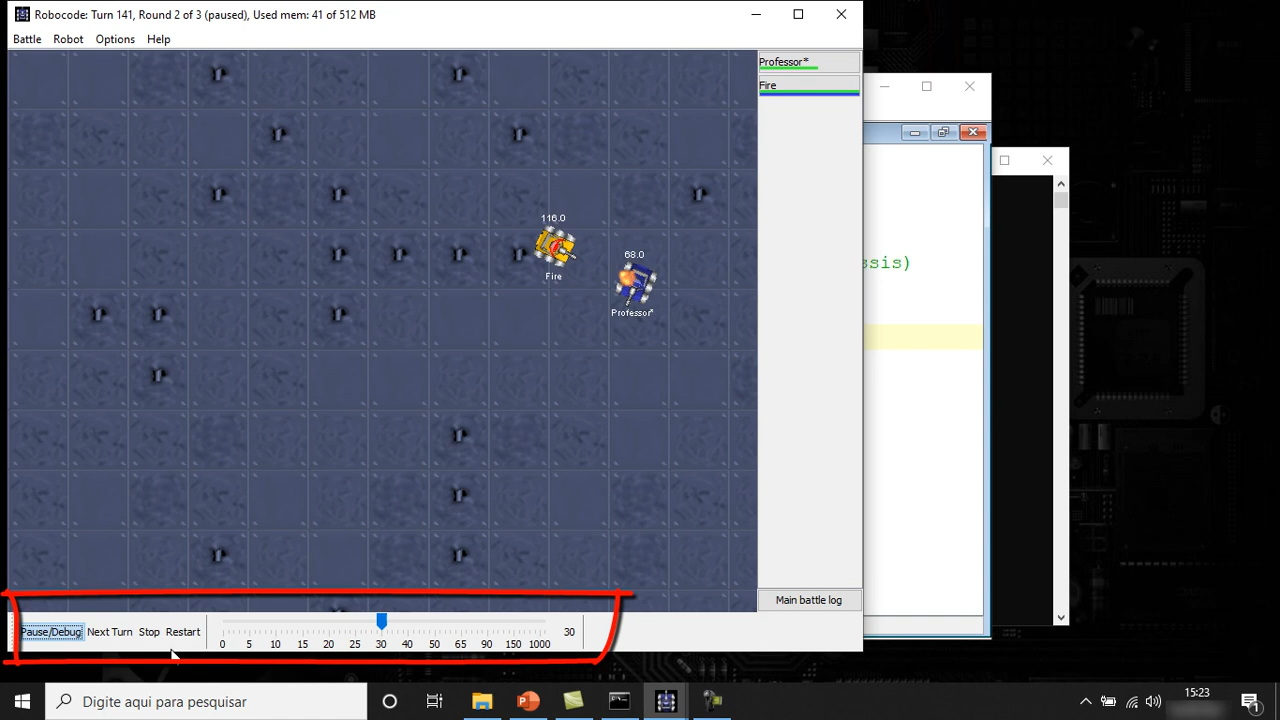 Robocode: Turn 141, Round 2 of 3 (paused), Used mem: 41 of 512 MB
Battle Robot Options Help
Professor*
Fire
ssis)
116.0
Fire
68.0
Professor*
Main battle log
Pause/Debug Next Turn Stop Restart
30
0 5 10 15 20 25 30 40 50 65 90 150 1000
Digite aqui para pesquisar
15:23
1